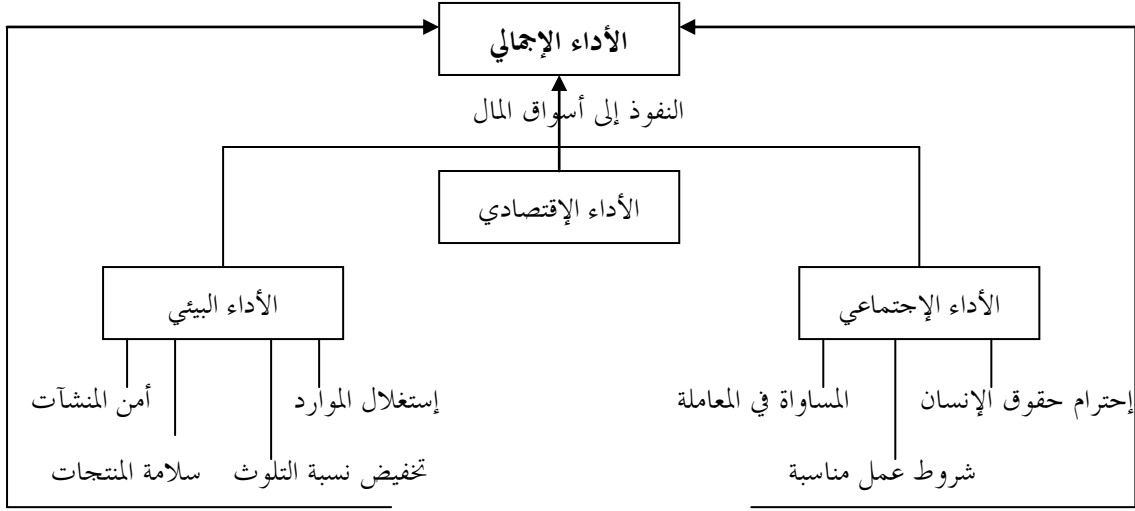 الأداء الإجمالي
النفوذ إلى أسواق المال
الأداء الإقتصادي
الأداء الإجتماعي
الأداء البيئي
إحترام حقوق الإنسان
المساواة في المعاملة
إستغلال الموارد
أمن المنشآت
شروط عمل مناسبة
تخفيض نسبة التلوث
سلامة المنتجات